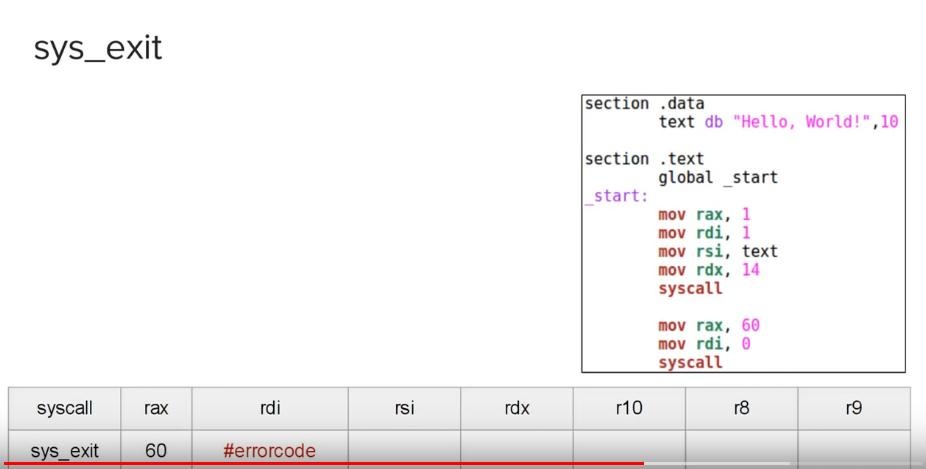 sys_exit
section .data
text db "Hello, World!",10
section .text
global _start
_start:
mov rax, 1
mov rdi, 1
mov rsi, text
mov rdx, 14
syscall
mov rax, 60
mov rdi, 0
syscall
syscall rax rdi rsi rdx r10 r8 r9
sys_exit 60 #errorcode